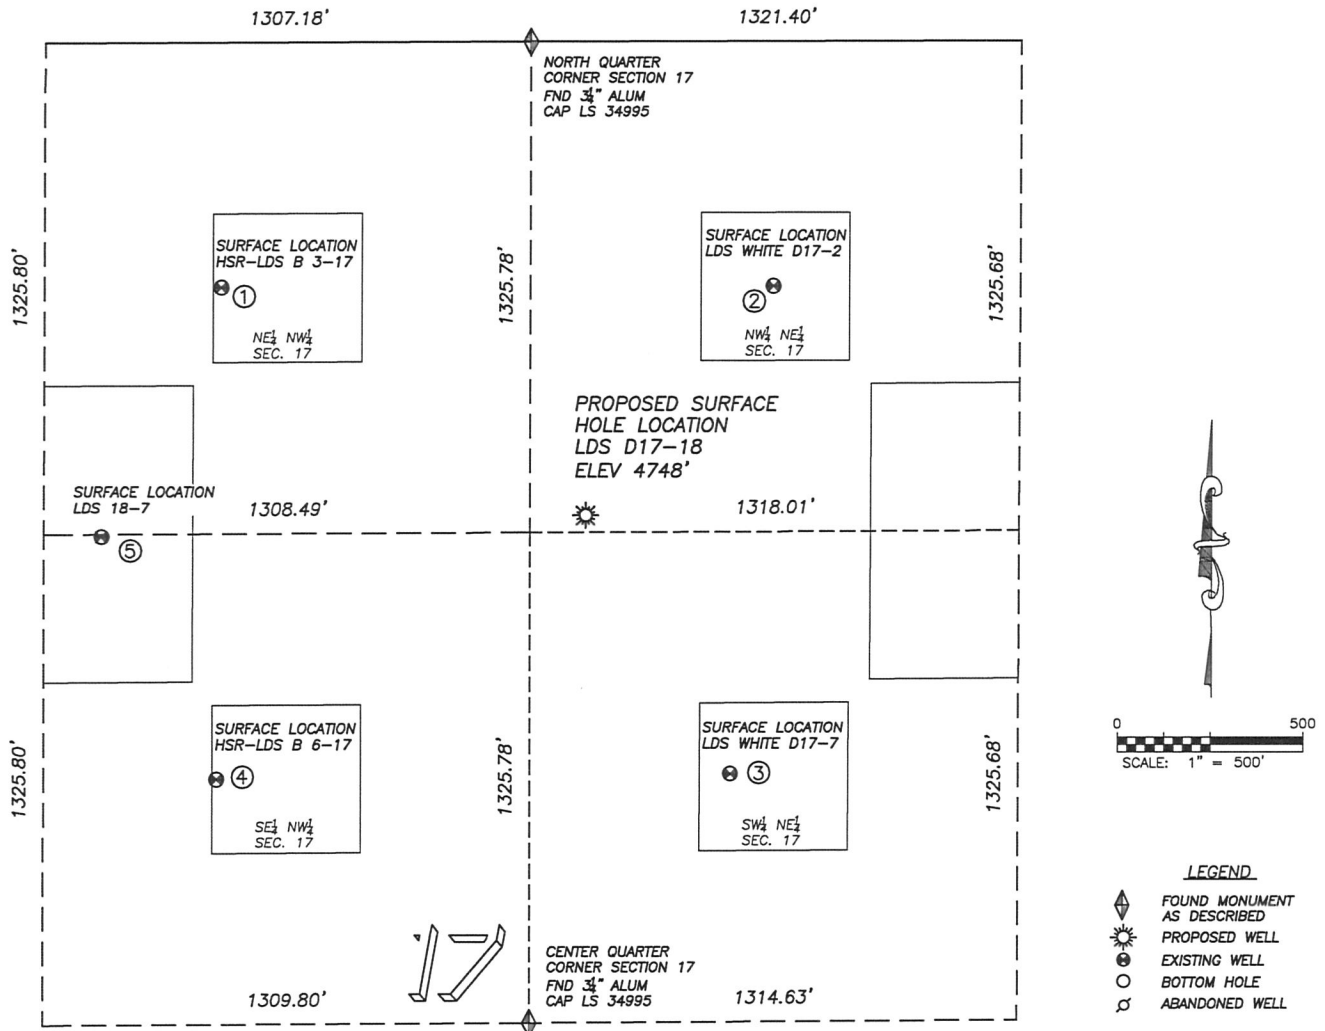 1307.18'
1321.40'
NORTH QUARTER
CORNER SECTION 17
FND 3¼" ALUM
CAP LS 34995
1325.80'
SURFACE LOCATION
HSR-LDS B 3-17
①
NE¼ NW¼
SEC. 17
1325.78'
SURFACE LOCATION
LDS WHITE D17-2
②
NW¼ NE¼
SEC. 17
1325.68'
PROPOSED SURFACE
HOLE LOCATION
LDS D17-18
ELEV 4748'
SURFACE LOCATION
LDS 18-7
⑤
1308.49'
1318.01'
1325.80'
SURFACE LOCATION
HSR-LDS B 6-17
④
SE¼ NW¼
SEC. 17
1325.78'
SURFACE LOCATION
LDS WHITE D17-7
③
SW¼ NE¼
SEC. 17
1325.68'
17
CENTER QUARTER
CORNER SECTION 17
FND 3¼" ALUM
CAP LS 34995
1309.80'
1314.63'
0 500
SCALE: 1" = 500'
LEGEND
FOUND MONUMENT
AS DESCRIBED
PROPOSED WELL
EXISTING WELL
BOTTOM HOLE
ABANDONED WELL